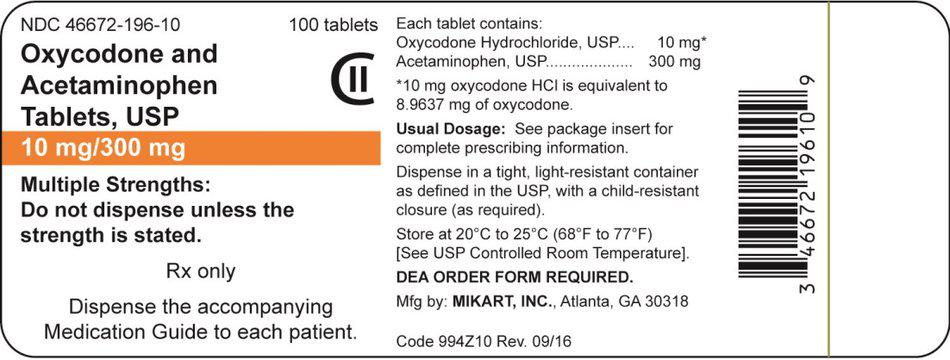 NDC 46672-196-10 100 tablets
Oxycodone and
Acetaminophen
Tablets, USP
CII
10 mg/300 mg
Multiple Strengths:
Do not dispense unless the
strength is stated.
Rx only
Dispense the accompanying
Medication Guide to each patient.
Each tablet contains:
Oxycodone Hydrochloride, USP.... 10 mg*
Acetaminophen, USP.................... 300 mg
*10 mg oxycodone HCl is equivalent to
8.9637 mg of oxycodone.
Usual Dosage: See package insert for
complete prescribing information.
Dispense in a tight, light-resistant container
as defined in the USP, with a child-resistant
closure (as required).
Store at 20°C to 25°C (68°F to 77°F)
[See USP Controlled Room Temperature].
DEA ORDER FORM REQUIRED.
Mfg by: MIKART, INC., Atlanta, GA 30318
Code 994Z10 Rev. 09/16
3 46672 19610 9